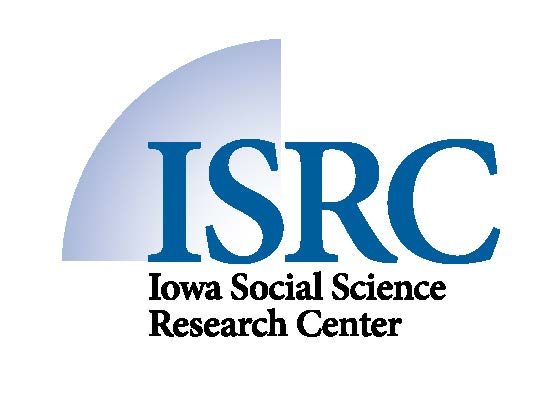 ISRC
Iowa Social Science
Research Center